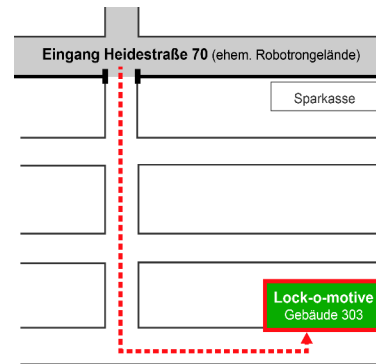 Eingang Heidestraße 70 (ehem. Robotrongelände)
Sparkasse
Lock-o-motive
Gebäude 303